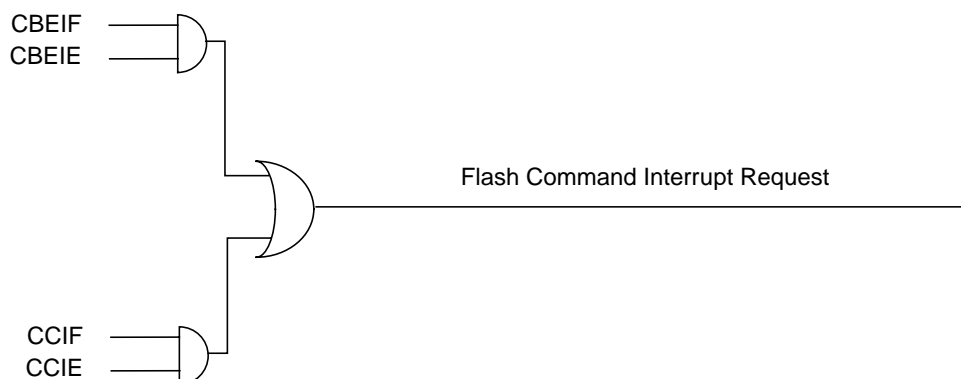 CBEIF
CBEIE
Flash Command Interrupt Request
CCIF
CCIE